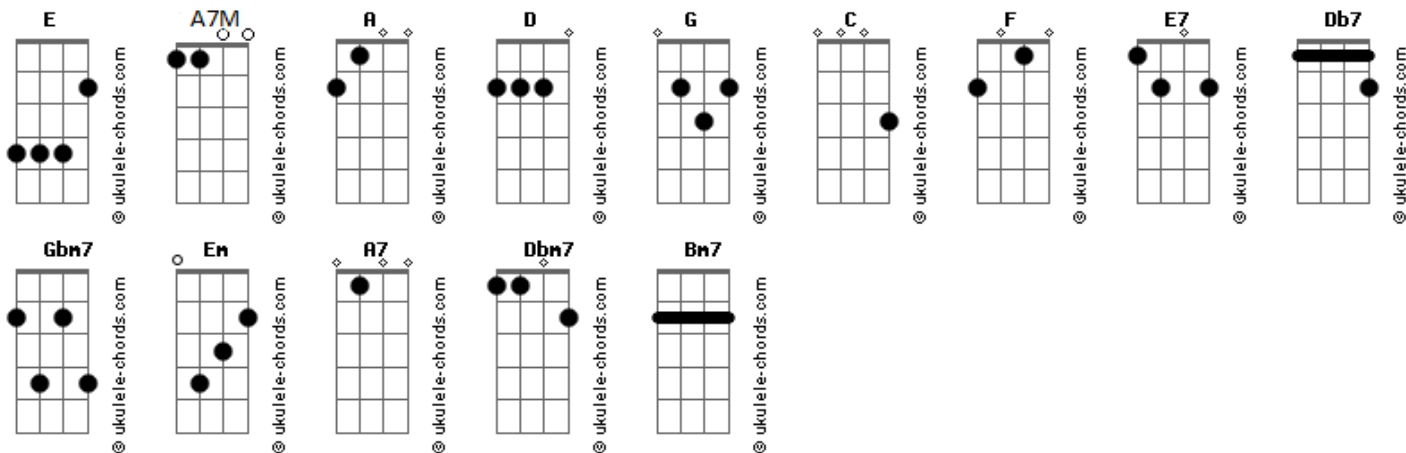 E A7M A D G C F E7 Db7
© ukulele-chords.com © ukulele-chords.com © ukulele-chords.com © ukulele-chords.com © ukulele-chords.com © ukulele-chords.com © ukulele-chords.com © ukulele-chords.com © ukulele-chords.com
Gbm7 Em A7 Dbm7 Bm7
© ukulele-chords.com © ukulele-chords.com © ukulele-chords.com © ukulele-chords.com © ukulele-chords.com